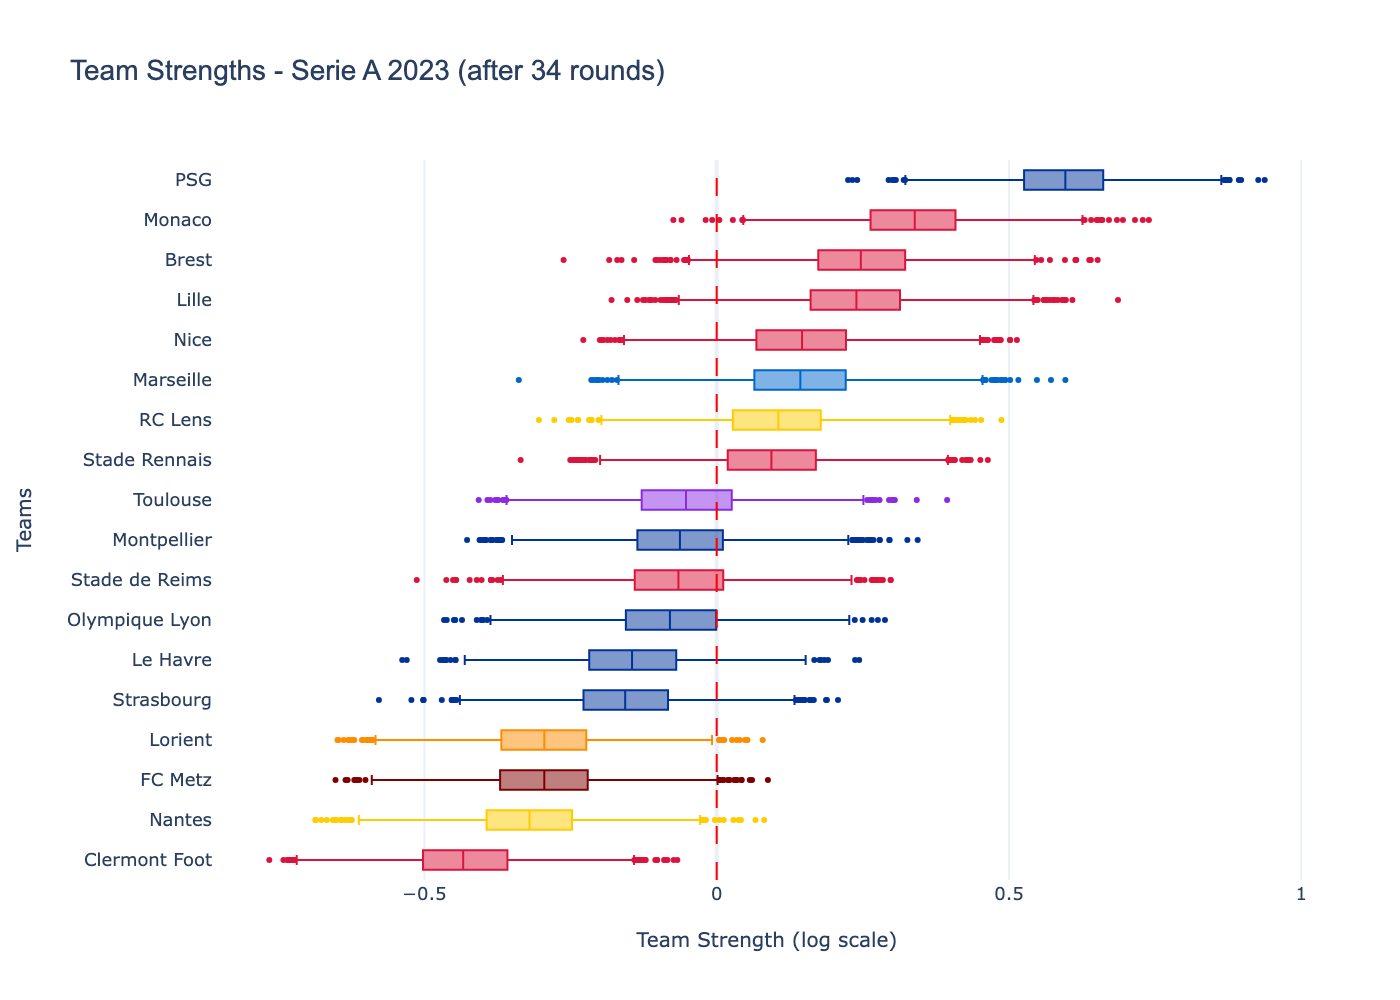 Team Strengths - Serie A 2023 (after 34 rounds)
PSG
Monaco
Brest
Lille
Nice
Marseille
RC Lens
Stade Rennais
Toulouse
Montpellier
Stade de Reims
Olympique Lyon
Le Havre
Strasbourg
Lorient
FC Metz
Nantes
Clermont Foot
Teams
−0.5 0 0.5 1
Team Strength (log scale)